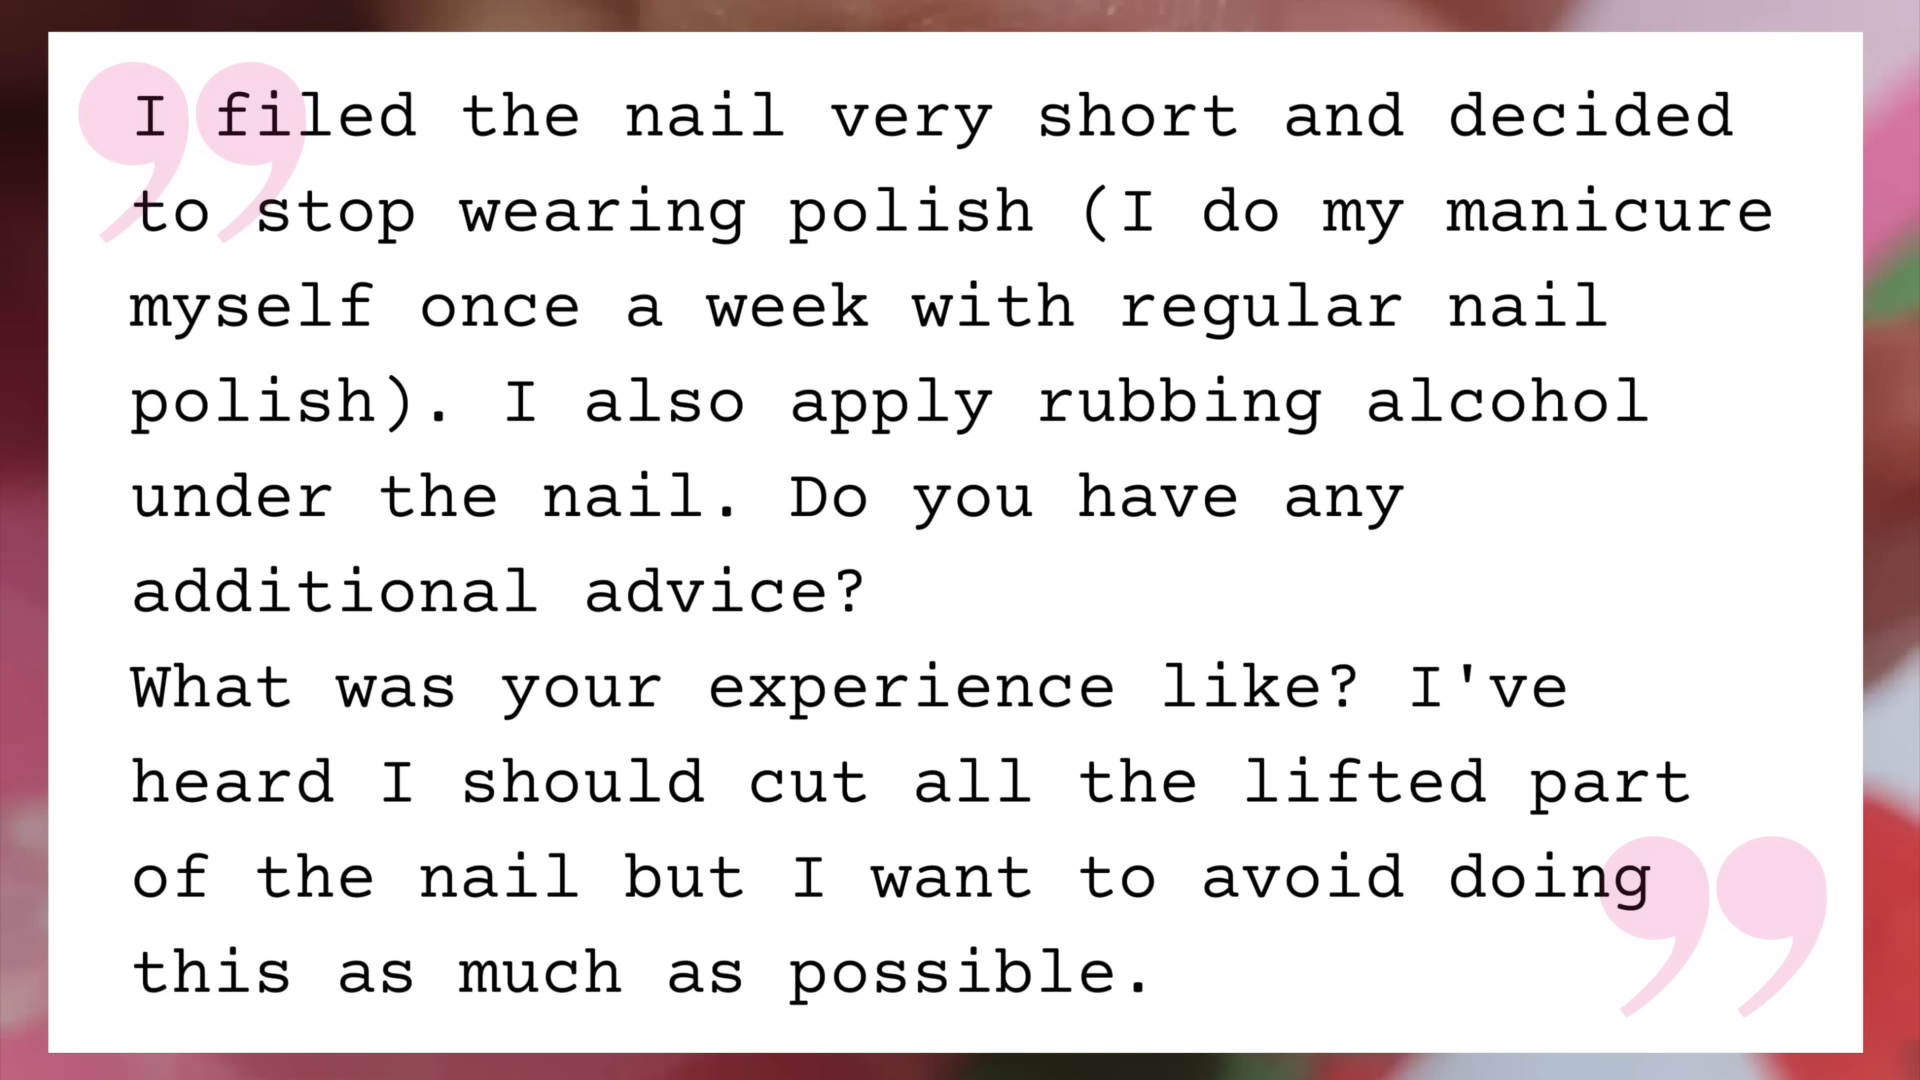 I filed the nail very short and decided
to stop wearing polish (I do my manicure
myself once a week with regular nail
polish). I also apply rubbing alcohol
under the nail. Do you have any
additional advice?
What was your experience like? I've
heard I should cut all the lifted part
of the nail but I want to avoid doing
this as much as possible.